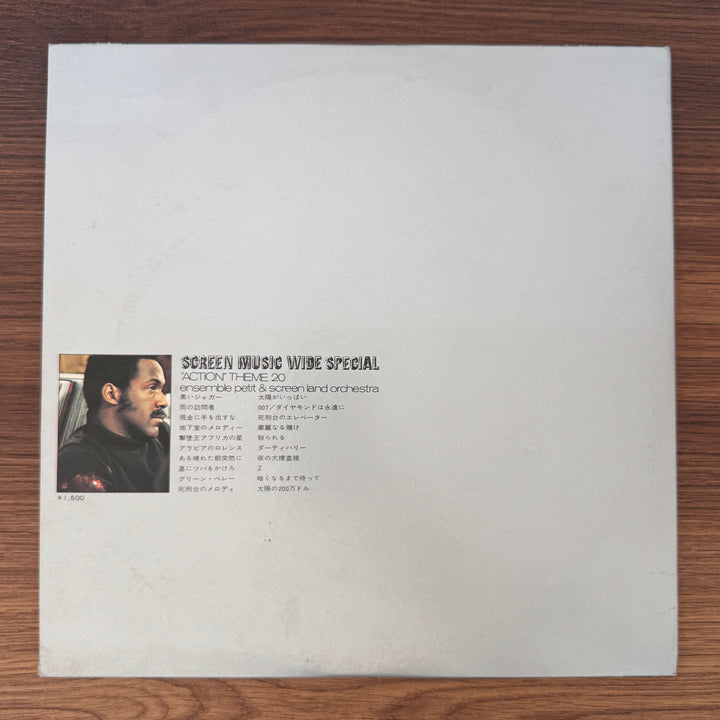 SCREEN MUSIC WIDE SPECIAL
"ACTION" THEME 20
ensemble petit & screen land orchestra
黒いジャガー 太陽がいっぱい
雨の訪問者 007／ダイヤモンドは永遠に
現金に手を出すな 死刑台のエレベーター
地下室のメロディー 華麗なる賭け
撃墜王アフリカの星 殺られる
アラビアのロレンス ダーティハリー
ある晴れた朝突然に 夜の大捜査線
墓にツバをかけろ Z
グリーン・ベレー 暗くなるまで待って
死刑台のメロディ 太陽の200万ドル
¥1,500